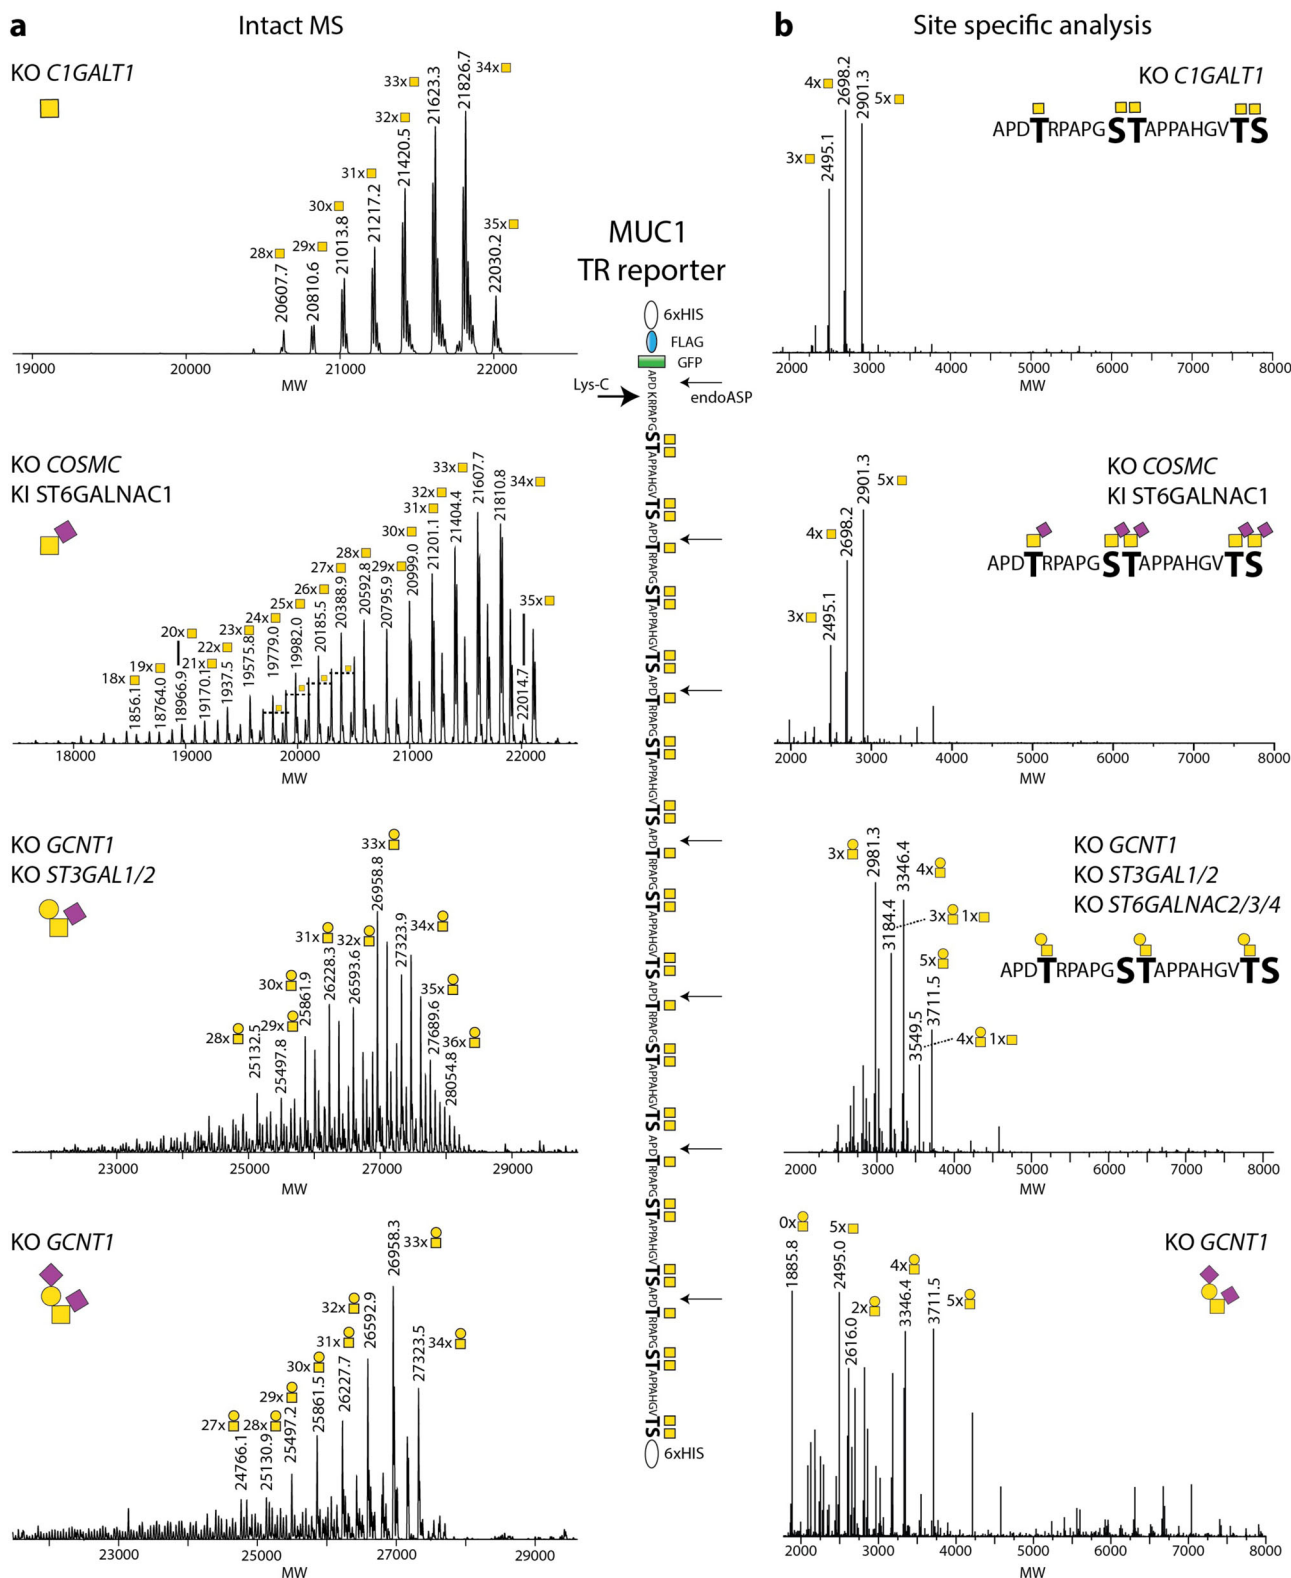 a
Intact MS
KO C1GALT1
28x
20607.7
29x
20810.6
30x
21013.8
31x
21217.2
32x
21420.5
33x
21623.3
34x
21826.7
35x
22030.2
19000 20000 21000 22000
MW
KO COSMC
KI ST6GALNAC1
18x
1856.1
19x
18764.0
20x
18966.9
21x
19170.1
22x
1937.5
23x
19575.8
24x
19779.0
25x
19982.0
26x
20185.5
27x
20388.9
28x
20592.8
29x
20795.9
30x
20999.0
31x
21201.1
32x
21404.4
33x
21607.7
34x
21810.8
35x
22014.7
18000 19000 20000 21000 22000
MW
KO GCNT1
KO ST3GAL1/2
28x
25132.5
29x
25497.8
30x
25861.9
31x
26228.3
32x
26593.6
33x
26958.8
34x
27323.9
35x
27689.6
36x
28054.8
23000 25000 27000 29000
MW
KO GCNT1
27x
24766.1
28x
25130.9
29x
25497.2
30x
25861.5
31x
26227.7
32x
26592.9
33x
26958.3
34x
27323.5
23000 25000 27000 29000
MW
MUC1
TR reporter
6xHIS
FLAG
GFP
Lys-C
endoASP
APDKRPAPGSTAPPAHGVTS
APDTRPAPGSTAPPAHGVTS
APDTRPAPGSTAPPAHGVTS
APDTRPAPGSTAPPAHGVTS
APDTRPAPGSTAPPAHGVTS
APDTRPAPGSTAPPAHGVTS
APDTRPAPGSTAPPAHGVTS
6xHIS
b
Site specific analysis
KO C1GALT1
APDTRPAPGSTAPPAHGVTS
3x
2495.1
4x
2698.2
5x
2901.3
2000 3000 4000 5000 6000 7000 8000
MW
KO COSMC
KI ST6GALNAC1
APDTRPAPGSTAPPAHGVTS
3x
2495.1
4x
2698.2
5x
2901.3
2000 3000 4000 5000 6000 7000 8000
MW
KO GCNT1
KO ST3GAL1/2
KO ST6GALNAC2/3/4
APDTRPAPGSTAPPAHGVTS
3x
2981.3
3184.4
3x 1x
3346.4
4x
3549.5
4x 1x
3711.5
5x
3000 4000 5000 6000 7000 8000
MW
KO GCNT1
0x
1885.8
5x
2495.0
2616.0
2x
4x
3346.4
5x
3711.5
2000 3000 4000 5000 6000 7000 8000
MW